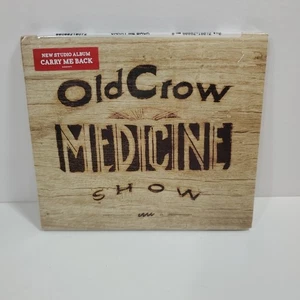 NEW STUDIO ALBUM
CARRY ME BACK
Old Crow
MEDICINE
SHOW